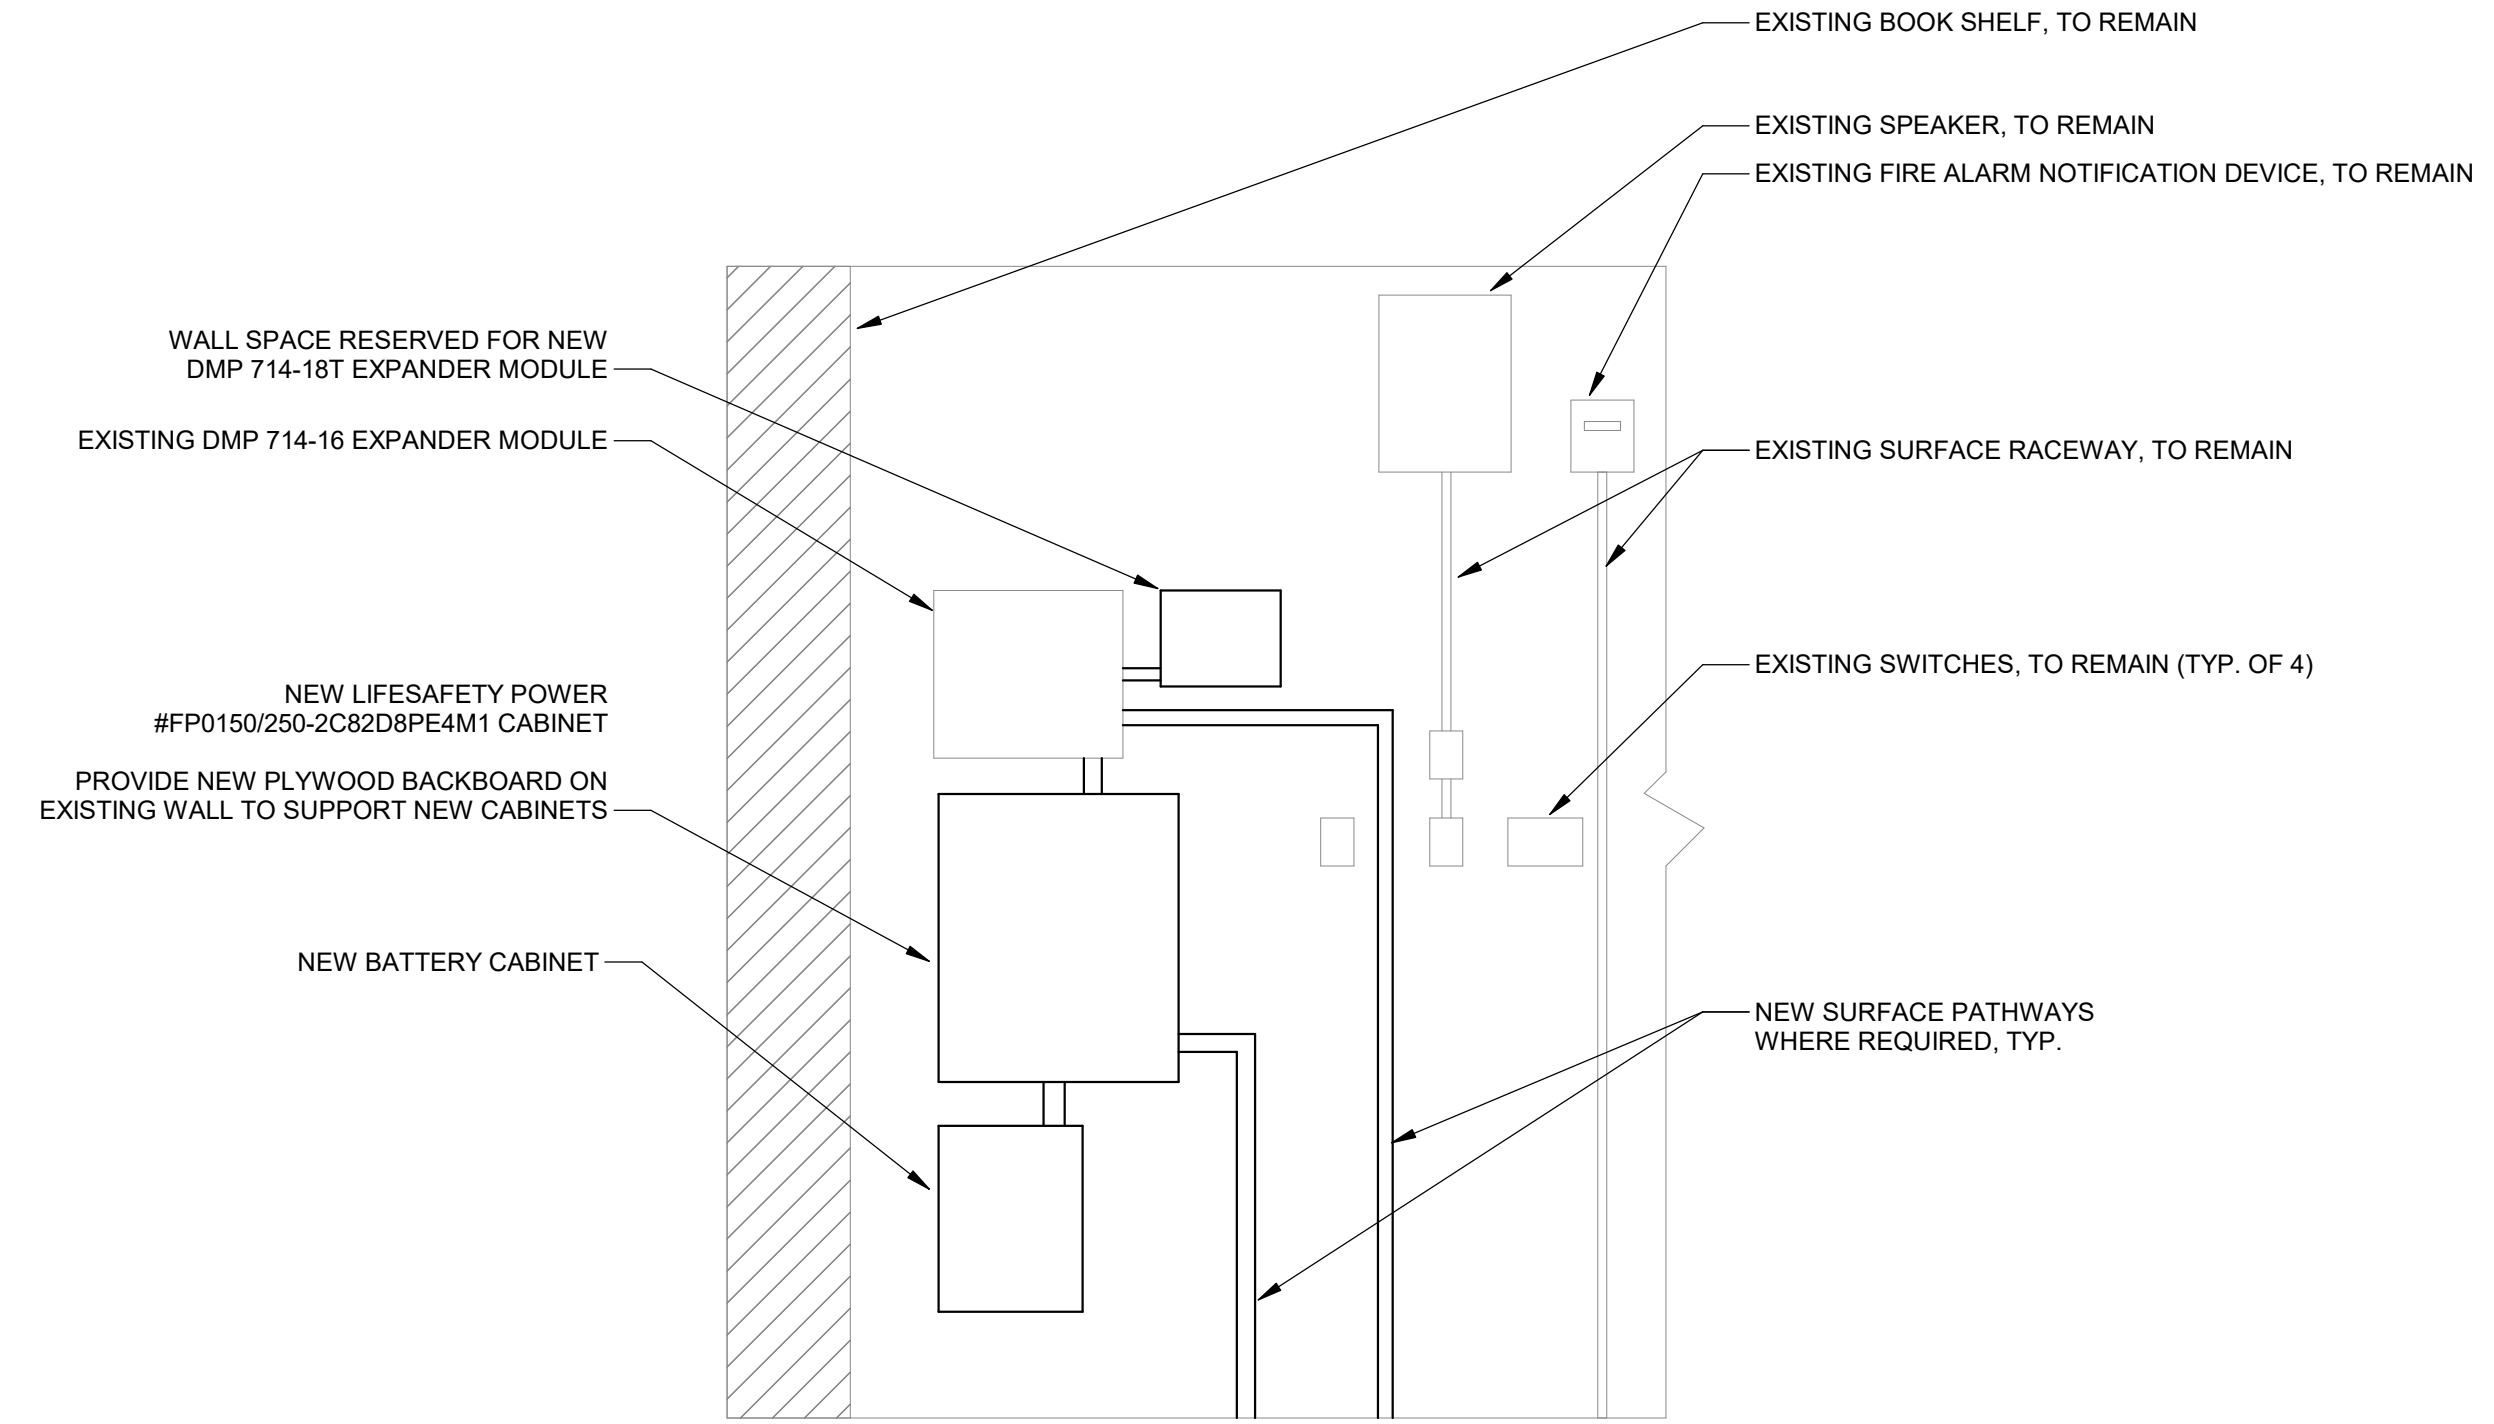 EXISTING BOOK SHELF, TO REMAIN
EXISTING SPEAKER, TO REMAIN
EXISTING FIRE ALARM NOTIFICATION DEVICE, TO REMAIN
WALL SPACE RESERVED FOR NEW
DMP 714-18T EXPANDER MODULE
EXISTING DMP 714-16 EXPANDER MODULE
EXISTING SURFACE RACEWAY, TO REMAIN
EXISTING SWITCHES, TO REMAIN (TYP. OF 4)
NEW LIFESAFETY POWER
#FP0150/250-2C82D8PE4M1 CABINET
PROVIDE NEW PLYWOOD BACKBOARD ON
EXISTING WALL TO SUPPORT NEW CABINETS
NEW BATTERY CABINET
NEW SURFACE PATHWAYS
WHERE REQUIRED, TYP.